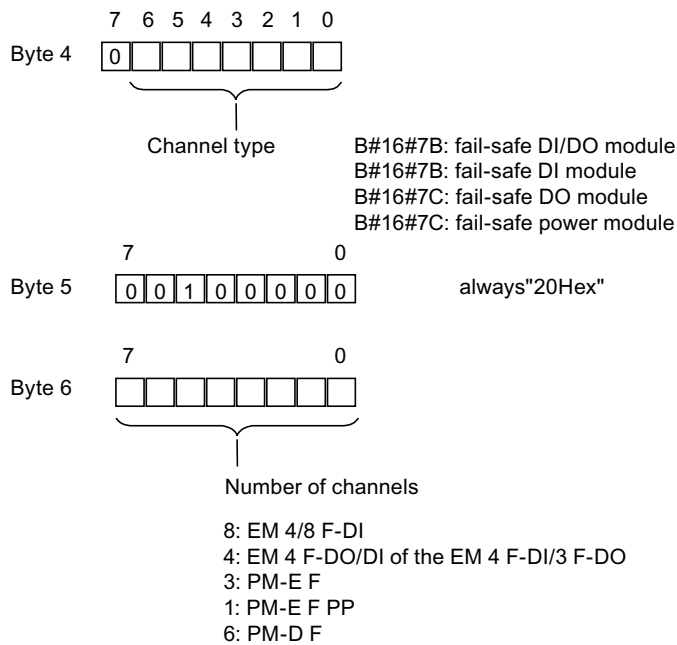 7 6 5 4 3 2 1 0
Byte 4 0
Channel type
B#16#7B: fail-safe DI/DO module
B#16#7B: fail-safe DI module
B#16#7C: fail-safe DO module
B#16#7C: fail-safe power module
7 0
Byte 5 0 0 1 0 0 0 0 0 always"20Hex"
7 0
Byte 6
Number of channels
8: EM 4/8 F-DI
4: EM 4 F-DO/DI of the EM 4 F-DI/3 F-DO
3: PM-E F
1: PM-E F PP
6: PM-D F